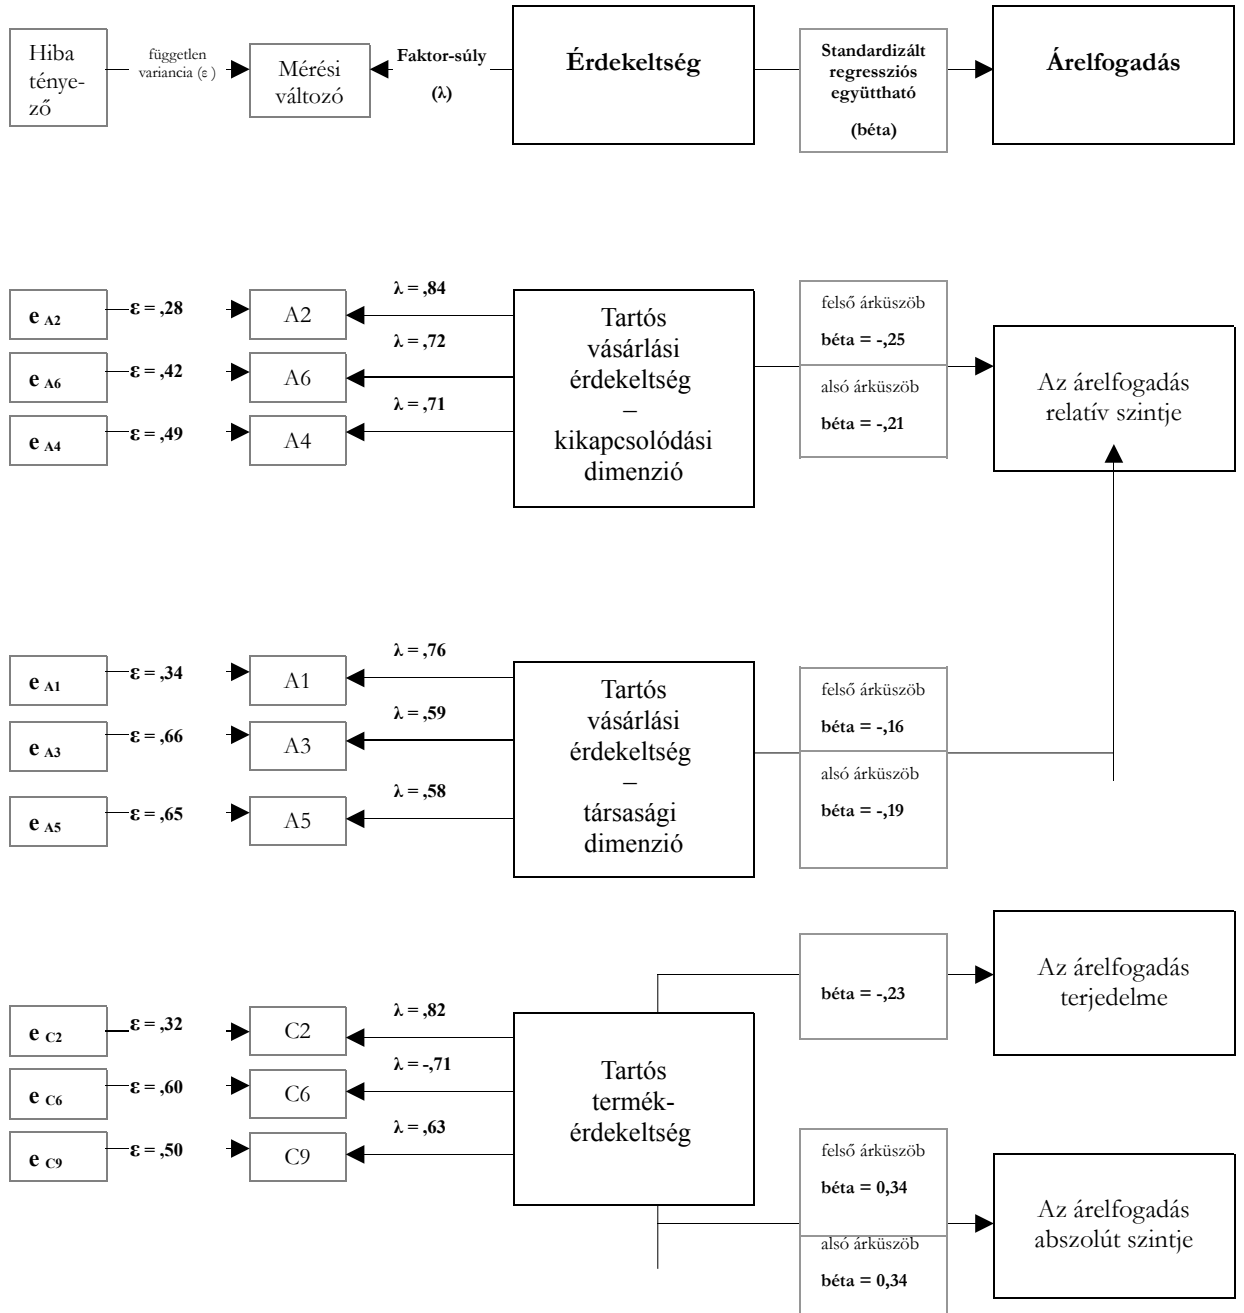 Hiba
ténye-
ző
független
variancia (ε )
Mérési
változó
Faktor-súly
(λ)
Érdekeltség
Standardizált
regressziós
együttható
(béta)
Árelfogadás
e A2
ε = ,28
A2
λ = ,84
e A6
ε = ,42
A6
λ = ,72
e A4
ε = ,49
A4
λ = ,71
Tartós
vásárlási
érdekeltség
–
kikapcsolódási
dimenzió
felső árküszöb
béta = -,25
alsó árküszöb
béta = -,21
Az árelfogadás
relatív szintje
e A1
ε = ,34
A1
λ = ,76
e A3
ε = ,66
A3
λ = ,59
e A5
ε = ,65
A5
λ = ,58
Tartós
vásárlási
érdekeltség
–
társasági
dimenzió
felső árküszöb
béta = -,16
alsó árküszöb
béta = -,19
béta = -,23
Az árelfogadás
terjedelme
e C2
ε = ,32
C2
λ = ,82
e C6
ε = ,60
C6
λ = -,71
e C9
ε = ,50
C9
λ = ,63
Tartós
termék-
érdekeltség
felső árküszöb
béta = 0,34
alsó árküszöb
béta = 0,34
Az árelfogadás
abszolút szintje